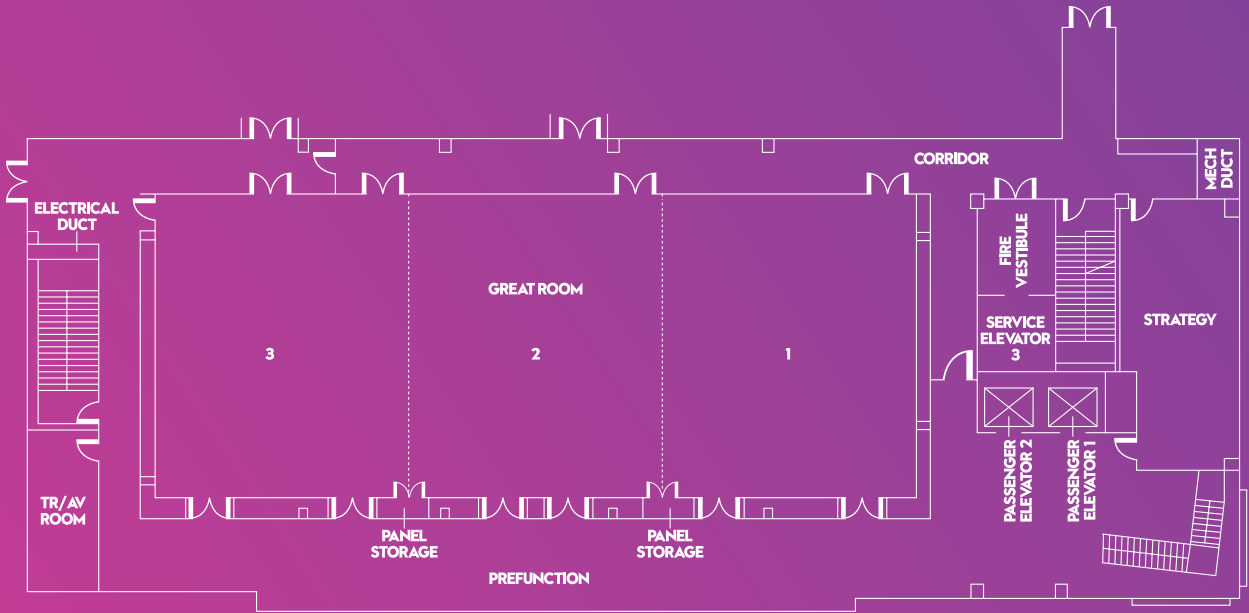 CORRIDOR
MECH
DUCT
ELECTRICAL
DUCT
FIRE
VESTIBULE
GREAT ROOM
SERVICE
ELEVATOR
3
STRATEGY
3
2
1
PASSENGER
ELEVATOR 2
PASSENGER
ELEVATOR 1
TR/AV
ROOM
PANEL
STORAGE
PANEL
STORAGE
PREFUNCTION